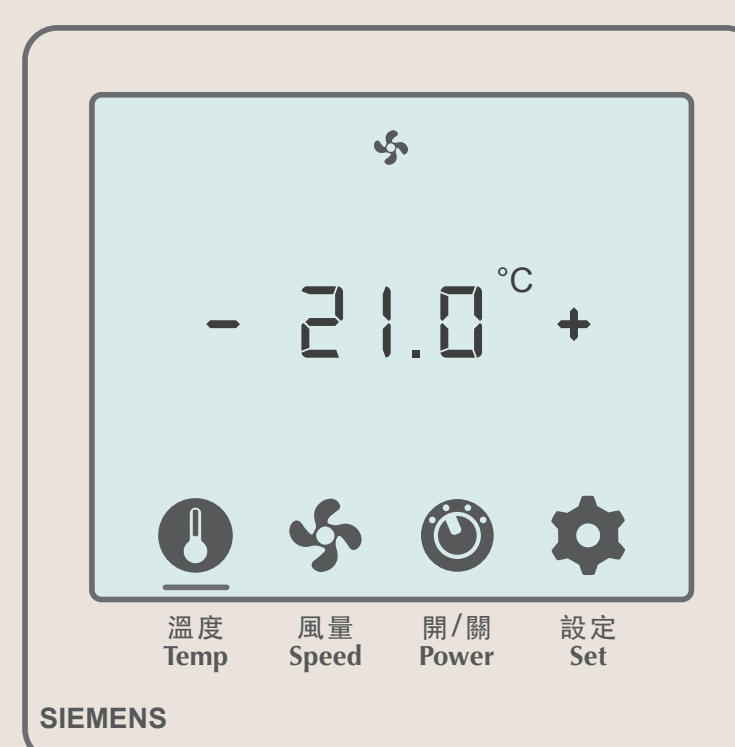 - 21.0 °C +
溫度 風量 開/關 設定
Temp Speed Power Set
SIEMENS